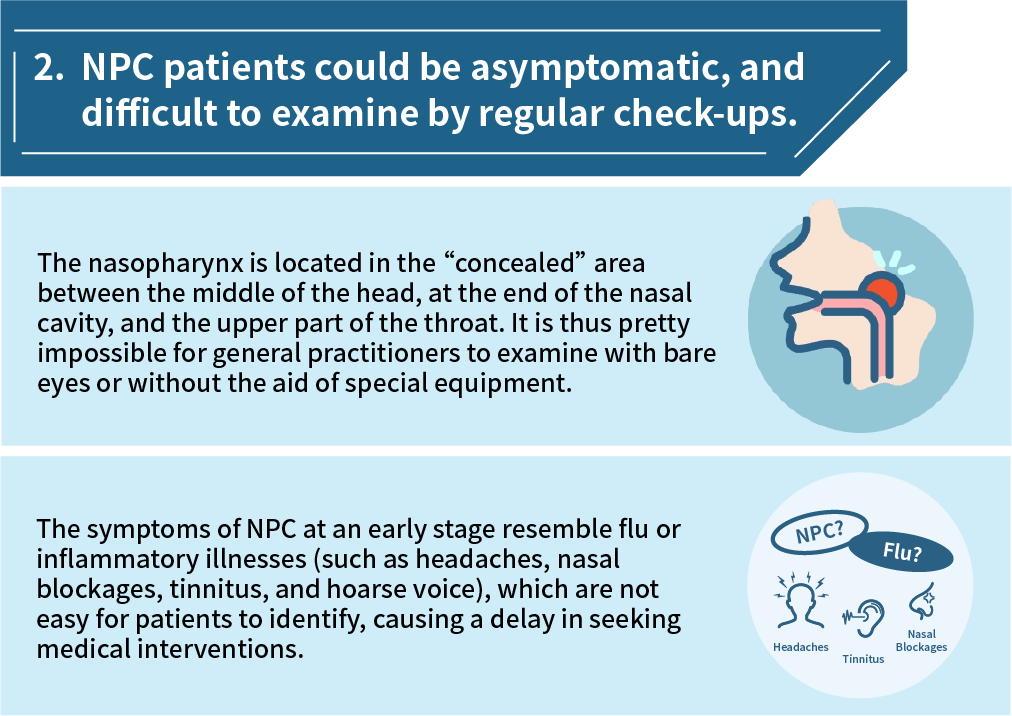 2. NPC patients could be asymptomatic, and
difficult to examine by regular check-ups.
The nasopharynx is located in the “concealed” area
between the middle of the head, at the end of the nasal
cavity, and the upper part of the throat. It is thus pretty
impossible for general practitioners to examine with bare
eyes or without the aid of special equipment.
The symptoms of NPC at an early stage resemble flu or
inflammatory illnesses (such as headaches, nasal
blockages, tinnitus, and hoarse voice), which are not
easy for patients to identify, causing a delay in seeking
medical interventions.
NPC?
Flu?
Headaches
Tinnitus
Nasal
Blockages